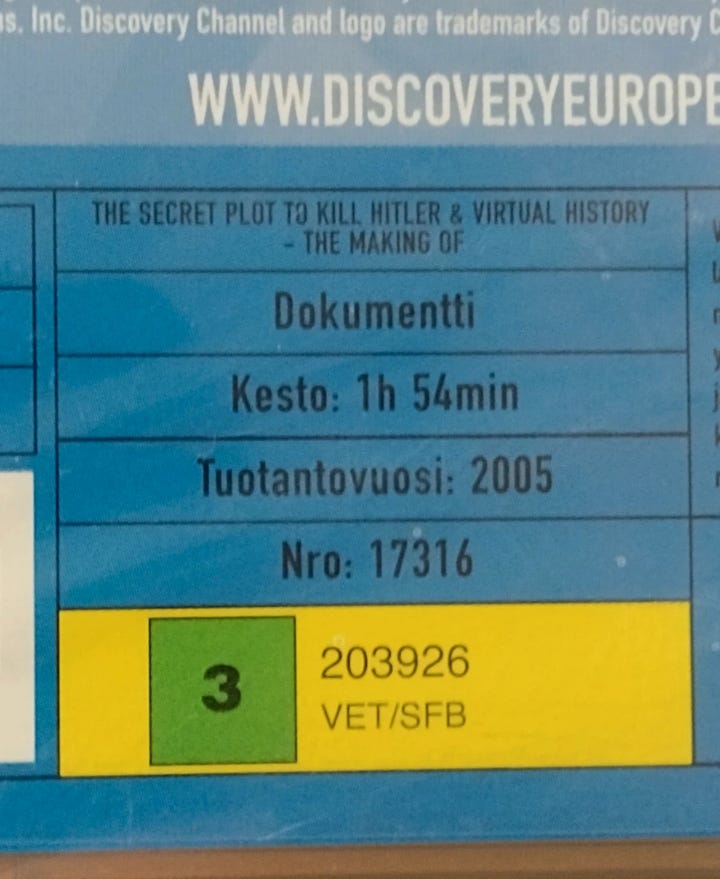 s. Inc. Discovery Channel and logo are trademarks of Discovery
WWW.DISCOVERYEUROPE
THE SECRET PLOT TO KILL HITLER & VIRTUAL HISTORY
- THE MAKING OF
Dokumentti
Kesto: 1h 54min
Tuotantovuosi: 2005
Nro: 17316
3
203926
VET/SFB